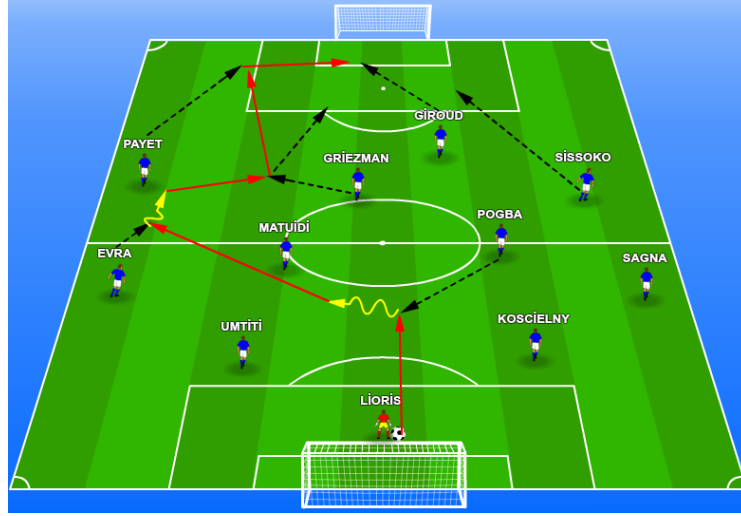 GİROUD
PAYET
GRİEZMAN
SİSSOKO
POGBA
MATUİDİ
EVRA
SAGNA
KOSCİELNY
UMTİTİ
LİORİS